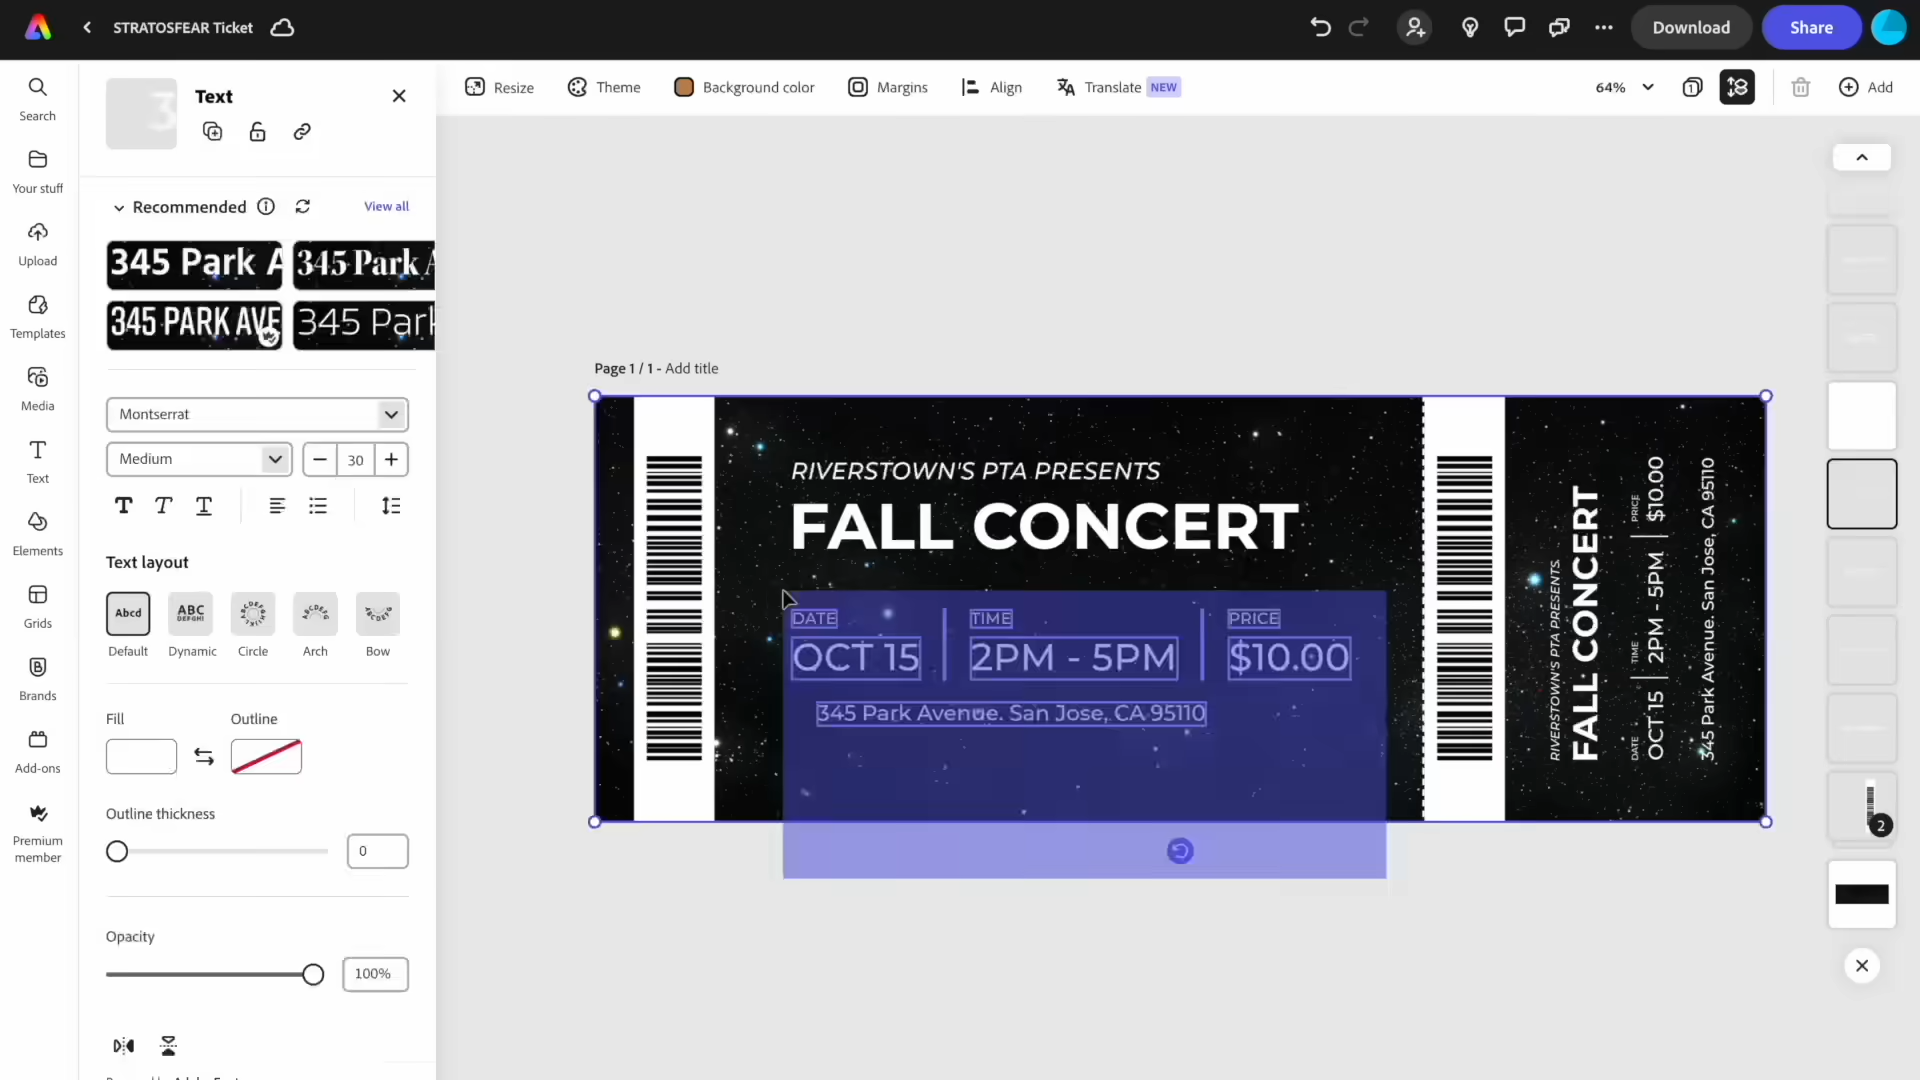 STRATOSFEAR Ticket
Download
Share
Search
Your stuff
Upload
Templates
Media
Text
Elements
Grids
Brands
Add-ons
Premium
member
Text
Recommended
View all
345 Park A
345 Park A
345 PARK AVE
345 Park
Montserrat
Medium
30
Text layout
Abcd
ABC
DEFGHI
Default
Dynamic
Circle
Arch
Bow
Fill
Outline
Outline thickness
0
Opacity
100%
Resize
Theme
Background color
Margins
Align
Translate NEW
64%
1
Add
Page 1 / 1 - Add title
RIVERSTOWN'S PTA PRESENTS
FALL CONCERT
DATE
TIME
PRICE
OCT 15
2PM - 5PM
$10.00
345 Park Avenue. San Jose, CA 95110
RIVERSTOWN'S PTA PRESENTS
FALL CONCERT
DATE
TIME
PRICE
OCT 15
2PM - 5PM
$10.00
345 Park Avenue. San Jose, CA 95110
2